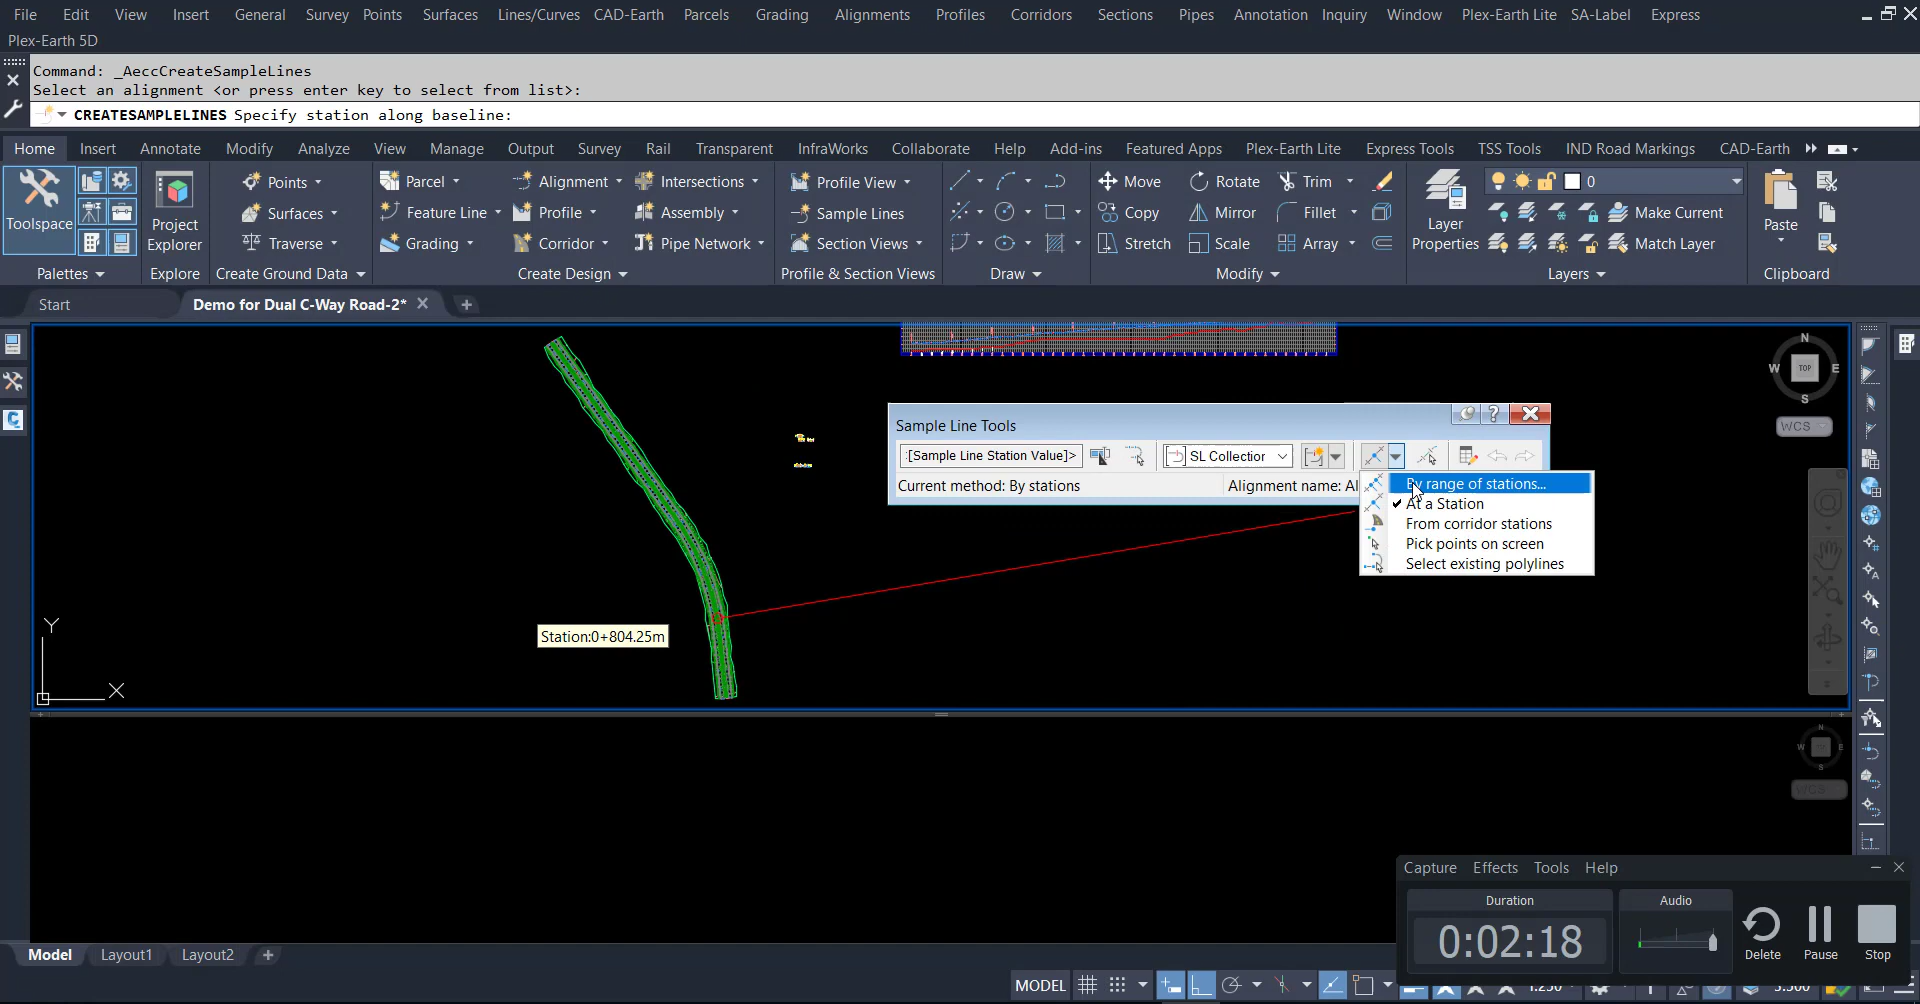 File Edit View Insert General Survey Points Surfaces Lines/Curves CAD-Earth Parcels Grading Alignments Profiles Corridors Sections Pipes Annotation Inquiry Window Plex-Earth Lite SA-Label Express
Plex-Earth 5D
Command: _AeccCreateSampleLines
Select an alignment <or press enter key to select from list>:
CREATESAMPLELINES Specify station along baseline:
Home Insert Annotate Modify Analyze View Manage Output Survey Rail Transparent InfraWorks Collaborate Help Add-ins Featured Apps Plex-Earth Lite Express Tools TSS Tools IND Road Markings CAD-Earth
Points Parcel Alignment Intersections Profile View Move Rotate Trim 0
Toolspace Project Explorer Surfaces Feature Line Profile Assembly Sample Lines Copy Mirror Fillet Layer Properties Make Current Paste
Traverse Grading Corridor Pipe Network Section Views Stretch Scale Array Match Layer
Palettes Explore Create Ground Data Create Design Profile & Section Views Draw Modify Layers Clipboard
Start Demo for Dual C-Way Road-2*
N
W TOP E
S
WCS
Sample Line Tools
:[Sample Line Station Value]> SL Collection
Current method: By stations Alignment name: Al
By range of stations...
At a Station
From corridor stations
Pick points on screen
Select existing polylines
Station:0+804.25m
Y
X
N
W E
S
WCS
Capture Effects Tools Help
Duration Audio
0:02:18
Delete Pause Stop
Model Layout1 Layout2
MODEL